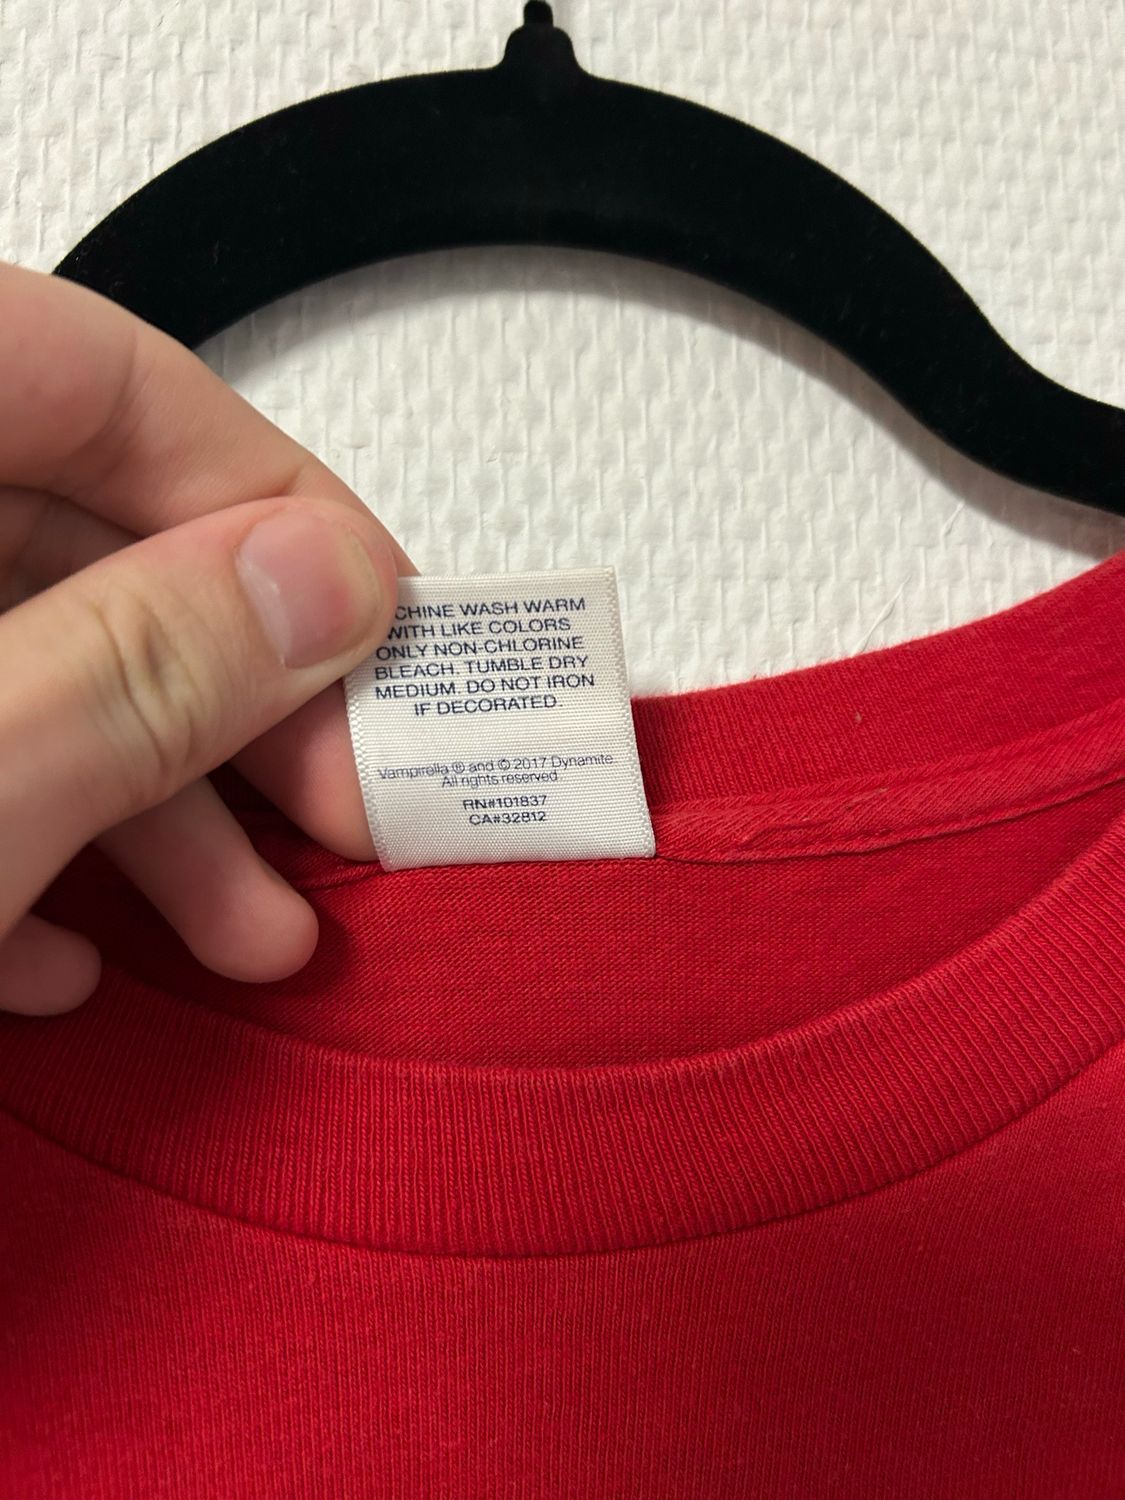 CHINE WASH WARM
WITH LIKE COLORS
ONLY NON-CHLORINE
BLEACH. TUMBLE DRY
MEDIUM. DO NOT IRON
IF DECORATED.
Vampirella ® and © 2017 Dynamite.
All rights reserved.
RN#101837
CA#32812